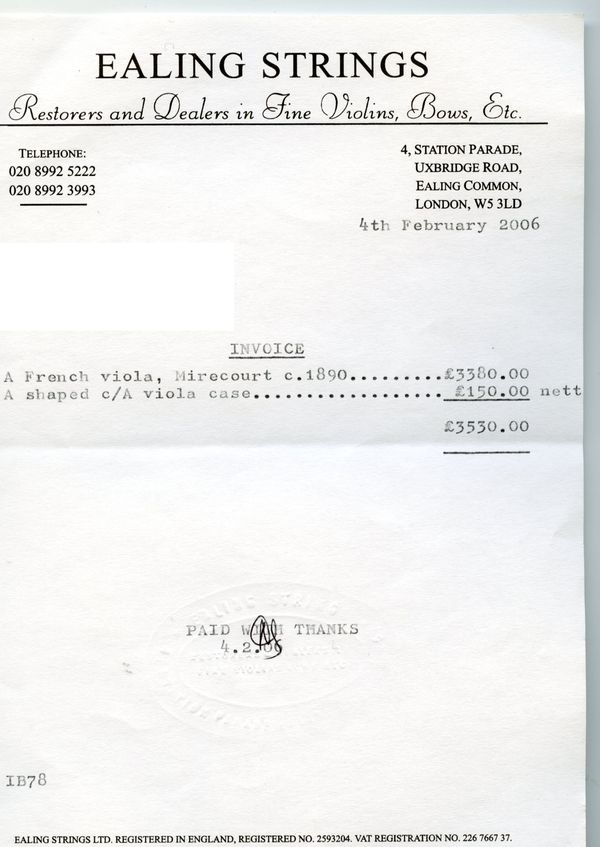 EALING STRINGS
Restorers and Dealers in Fine Violins, Bows, Etc.
TELEPHONE:
020 8992 5222
020 8992 3993
4, STATION PARADE,
UXBRIDGE ROAD,
EALING COMMON,
LONDON, W5 3LD
4th February 2006
INVOICE
A French viola, Mirecourt c.1890.........£3380.00
A shaped c/A viola case.................. £150.00 nett
£3530.00
PAID WITH THANKS
4.2.06
IB78
EALING STRINGS LTD. REGISTERED IN ENGLAND, REGISTERED NO. 2593204. VAT REGISTRATION NO. 226 7667 37.